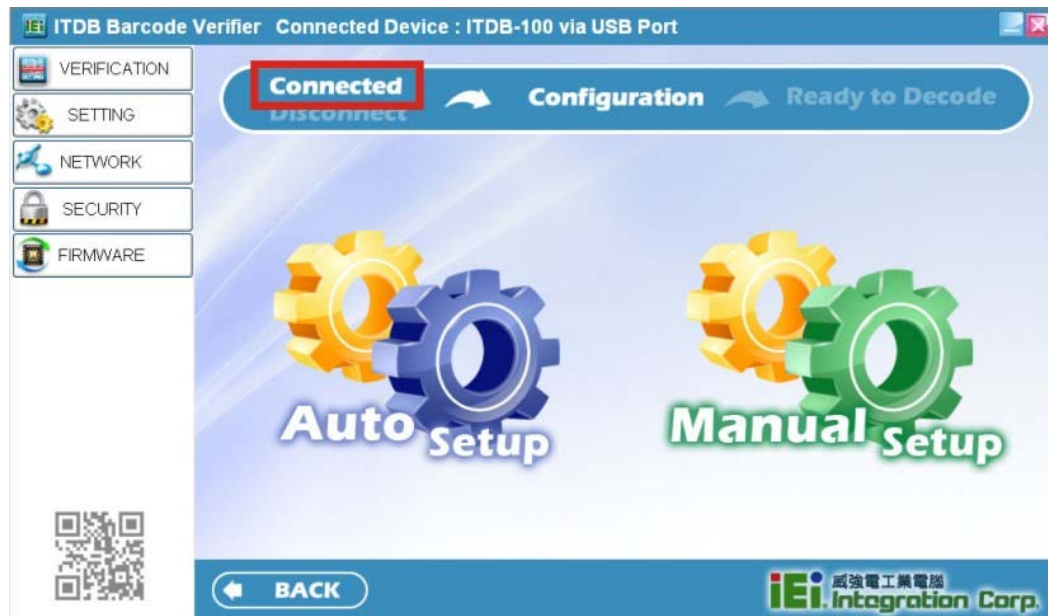 iEi ITDB Barcode Verifier Connected Device : ITDB-100 via USB Port
VERIFICATION
SETTING
NETWORK
SECURITY
FIRMWARE
Connected
Disconnect
Configuration
Ready to Decode
Auto Setup
Manual Setup
BACK
iEi 威強電工業電腦
Integration Corp.